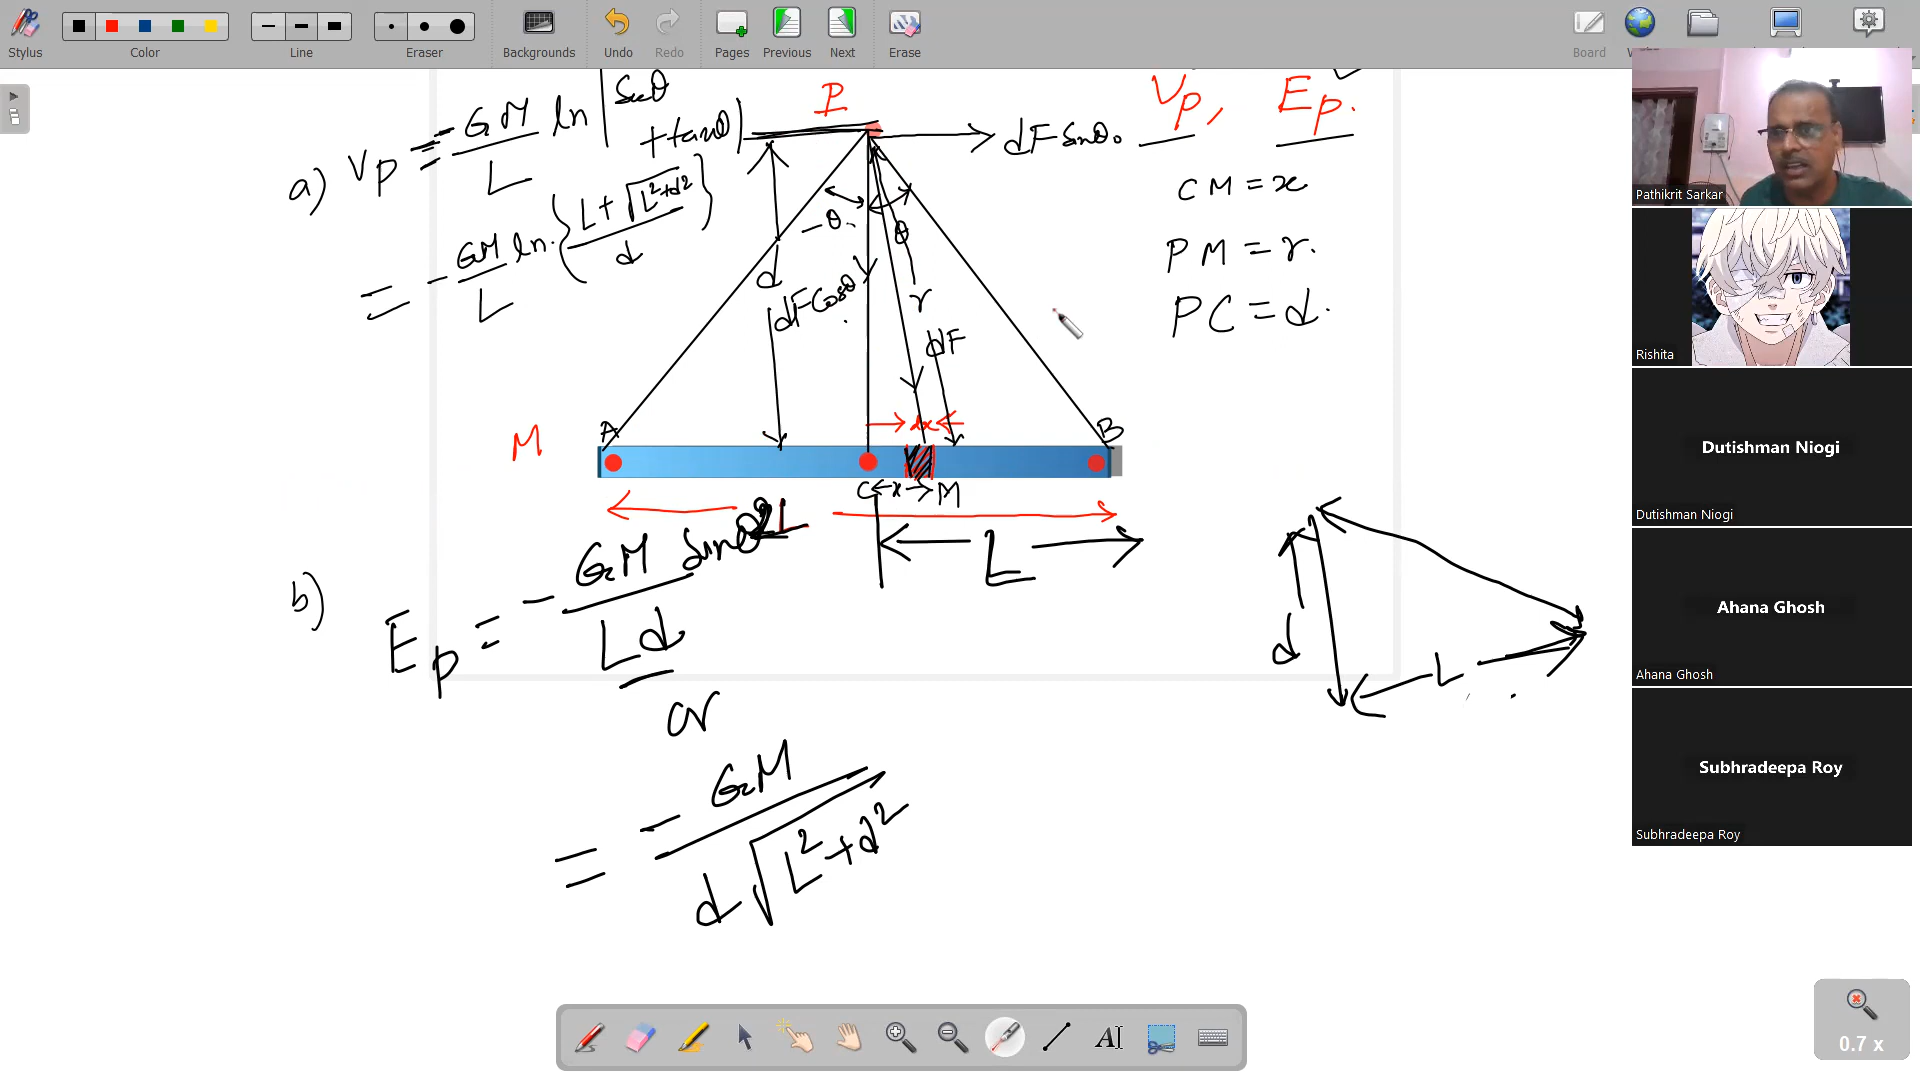 Stylus
Color
Line
Eraser
Backgrounds
Undo
Redo
Pages
Previous
Next
Erase
Board
a) Vp = - GM/L ln | Secθ + tanθ |
= - GM/L ln. { L + √L²+d² / d }
P
dF Sinθ.
Vp, Ep.
CM = x
PM = r.
PC = d.
-θ
θ
d
dF Cosθ
r
dF
dx
M
A
B
C
x
M
2L
L
b) Ep = - GM Sinθ / Ld
or
= - GM / d√L²+d²
d
L
Pathikrit Sarkar
Rishita
Dutishman Niogi
Dutishman Niogi
Ahana Ghosh
Ahana Ghosh
Subhradeepa Roy
Subhradeepa Roy
0.7 x